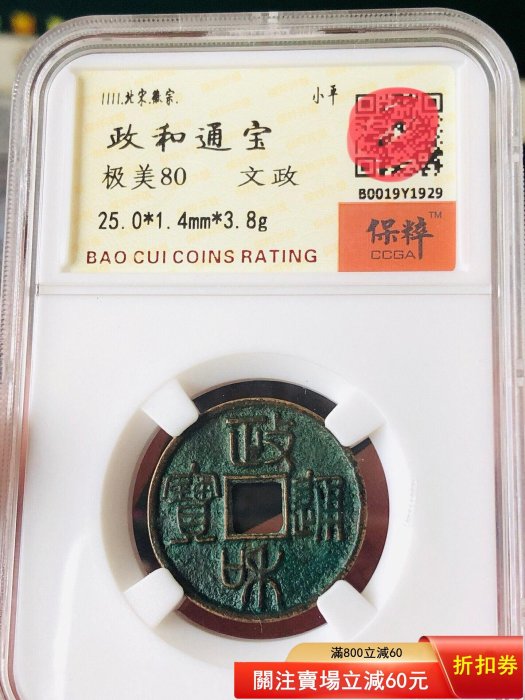 1111.北宋.徽宗. 小平
政和通宝
极美80 文政
B0019Y1929
25.0*1.4mm*3.8g
保粹™
CCGA
BAO CUI COINS RATING
政
寶 通
和
滿800立減60
關注賣場立減60元
折扣券